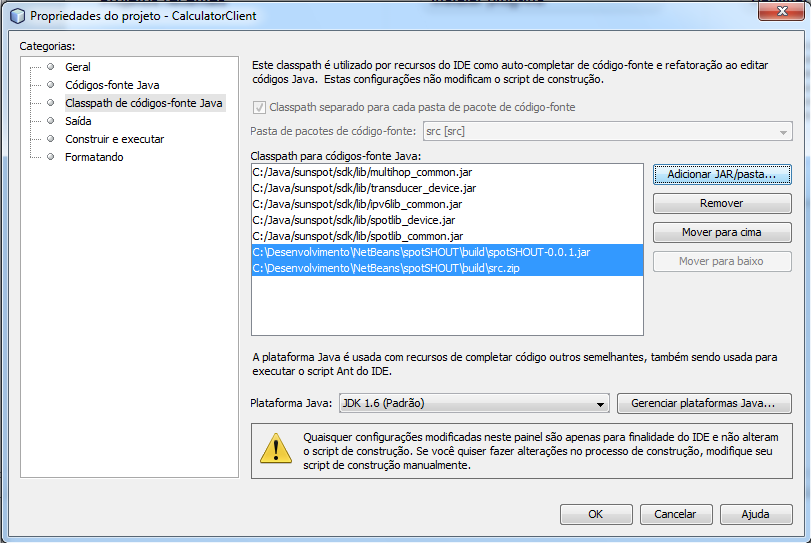 Propriedades do projeto - CalculatorClient
Categorias:
Geral
Códigos-fonte Java
Classpath de códigos-fonte Java
Saída
Construir e executar
Formatando
Este classpath é utilizado por recursos do IDE como auto-completar de código-fonte e refatoração ao editar
códigos Java. Estas configurações não modificam o script de construção.
Classpath separado para cada pasta de pacote de código-fonte
Pasta de pacotes de código-fonte: src [src]
Classpath para códigos-fonte Java:
C:/Java/sunspot/sdk/lib/multihop_common.jar
C:/Java/sunspot/sdk/lib/transducer_device.jar
C:/Java/sunspot/sdk/lib/ipv6lib_common.jar
C:/Java/sunspot/sdk/lib/spotlib_device.jar
C:/Java/sunspot/sdk/lib/spotlib_common.jar
C:\Desenvolvimento\NetBeans\spotSHOUT\build\spotSHOUT-0.0.1.jar
C:\Desenvolvimento\NetBeans\spotSHOUT\build\src.zip
Adicionar JAR/pasta...
Remover
Mover para cima
Mover para baixo
A plataforma Java é usada com recursos de completar código outros semelhantes, também sendo usada para
executar o script Ant do IDE.
Plataforma Java: JDK 1.6 (Padrão) Gerenciar plataformas Java...
Quaisquer configurações modificadas neste painel são apenas para finalidade do IDE e não alteram
o script de construção. Se você quiser fazer alterações no processo de construção, modifique seu
script de construção manualmente.
OK Cancelar Ajuda